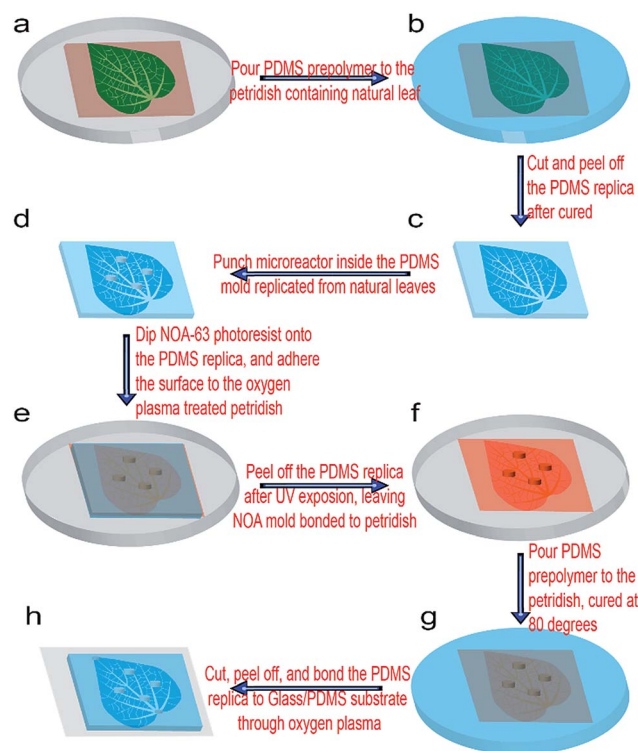 a
b
Pour PDMS prepolymer to the
petridish containing natural leaf
Cut and peel off
the PDMS replica
after cured
d
c
Punch microreactor inside the PDMS
mold replicated from natural leaves
Dip NOA-63 photoresist onto
the PDMS replica, and adhere
the surface to the oxygen
plasma treated petridish
e
f
Peel off the PDMS replica
after UV exposion, leaving
NOA mold bonded to petridish
Pour PDMS
prepolymer to the
petridish, cured at
80 degrees
h
g
Cut, peel off, and bond the PDMS
replica to Glass/PDMS substrate
through oxygen plasma